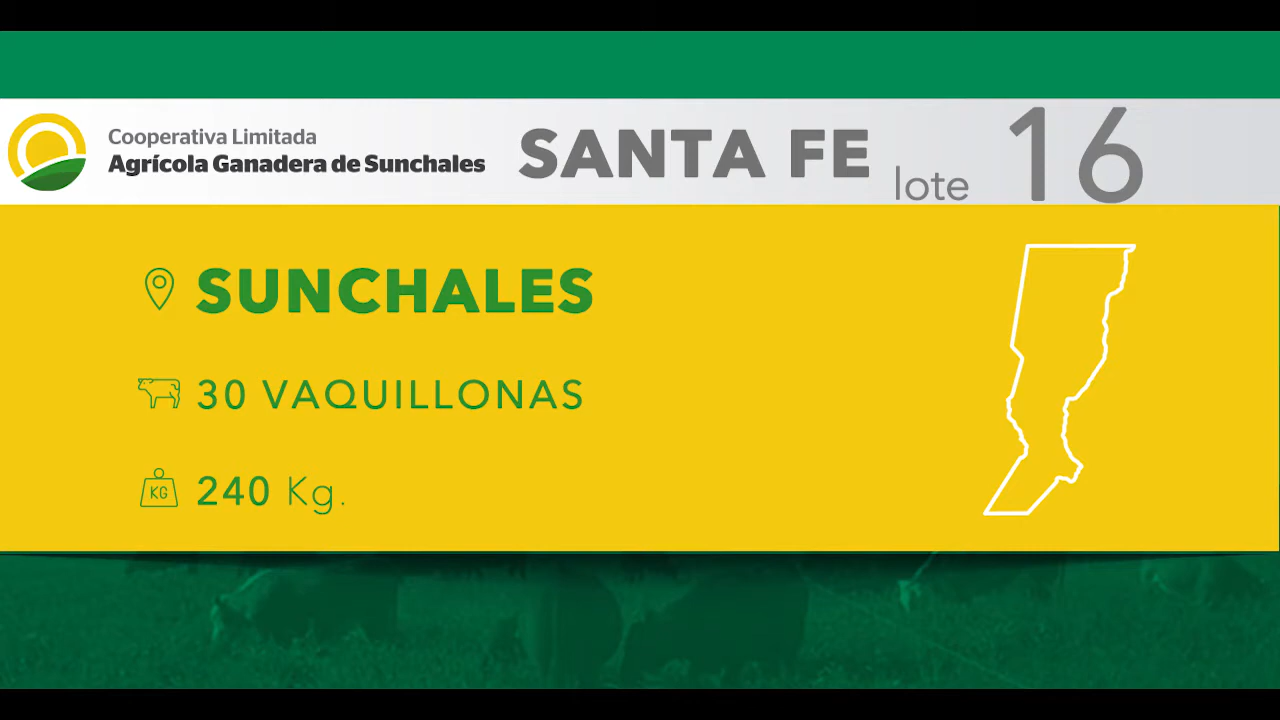 Cooperativa Limitada
Agrícola Ganadera de Sunchales
SANTA FE
lote 16
SUNCHALES
30 VAQUILLONAS
KG
240 Kg.